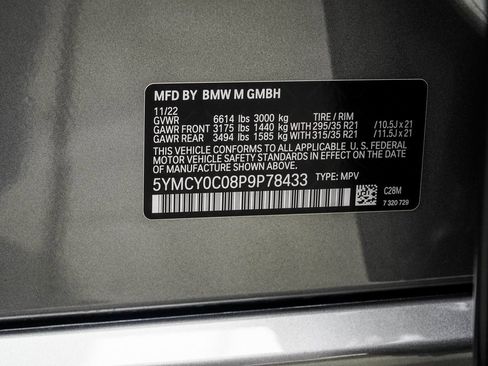 MFD BY BMW M GMBH
11/22
GVWR 6614 lbs 3000 kg TIRE / RIM
GAWR FRONT 3175 lbs 1440 kg WITH 295/35 R21 /10.5J x 21
GAWR REAR 3494 lbs 1585 kg WITH 315/35 R21 /11.5J x 21
THIS VEHICLE CONFORMS TO ALL APPLICABLE U. S. FEDERAL
MOTOR VEHICLE SAFETY STANDARDS IN EFFECT ON THE DATE
OF MANUFACTURE SHOWN ABOVE.
5YMCY0C08P9P78433 TYPE: MPV
C28M
7 320 729